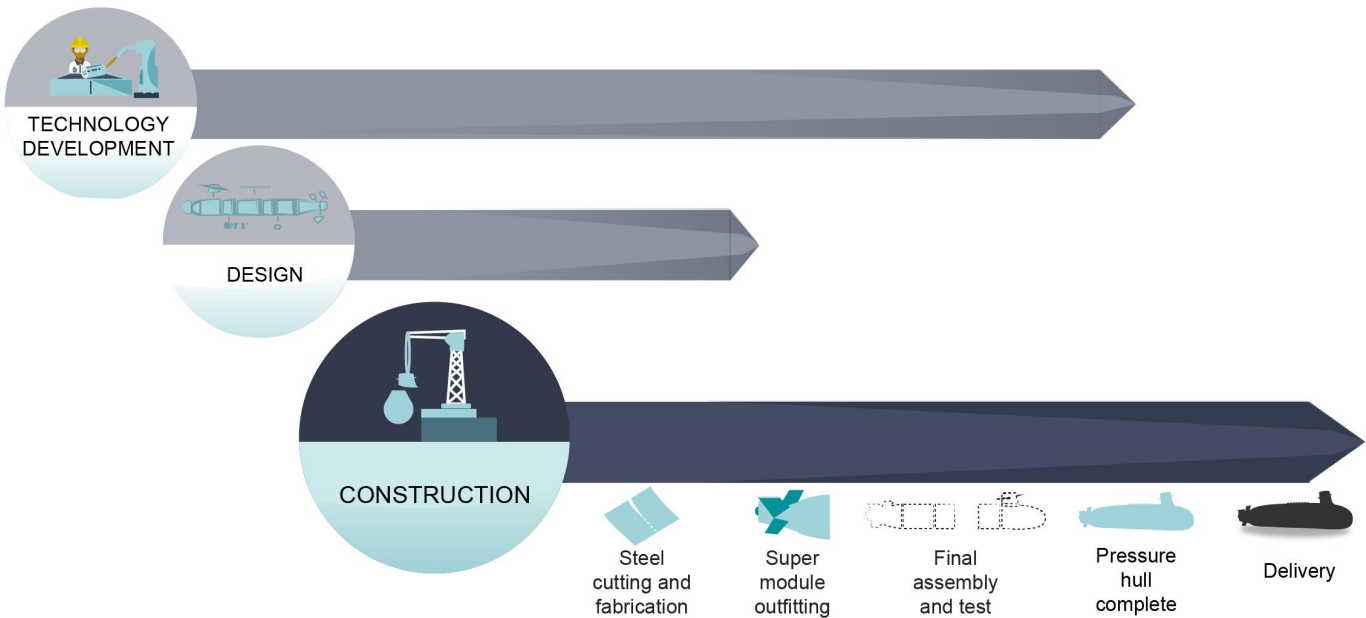 TECHNOLOGY
DEVELOPMENT
DESIGN
CONSTRUCTION
Steel
cutting and
fabrication
Super
module
outfitting
Final
assembly
and test
Pressure
hull
complete
Delivery